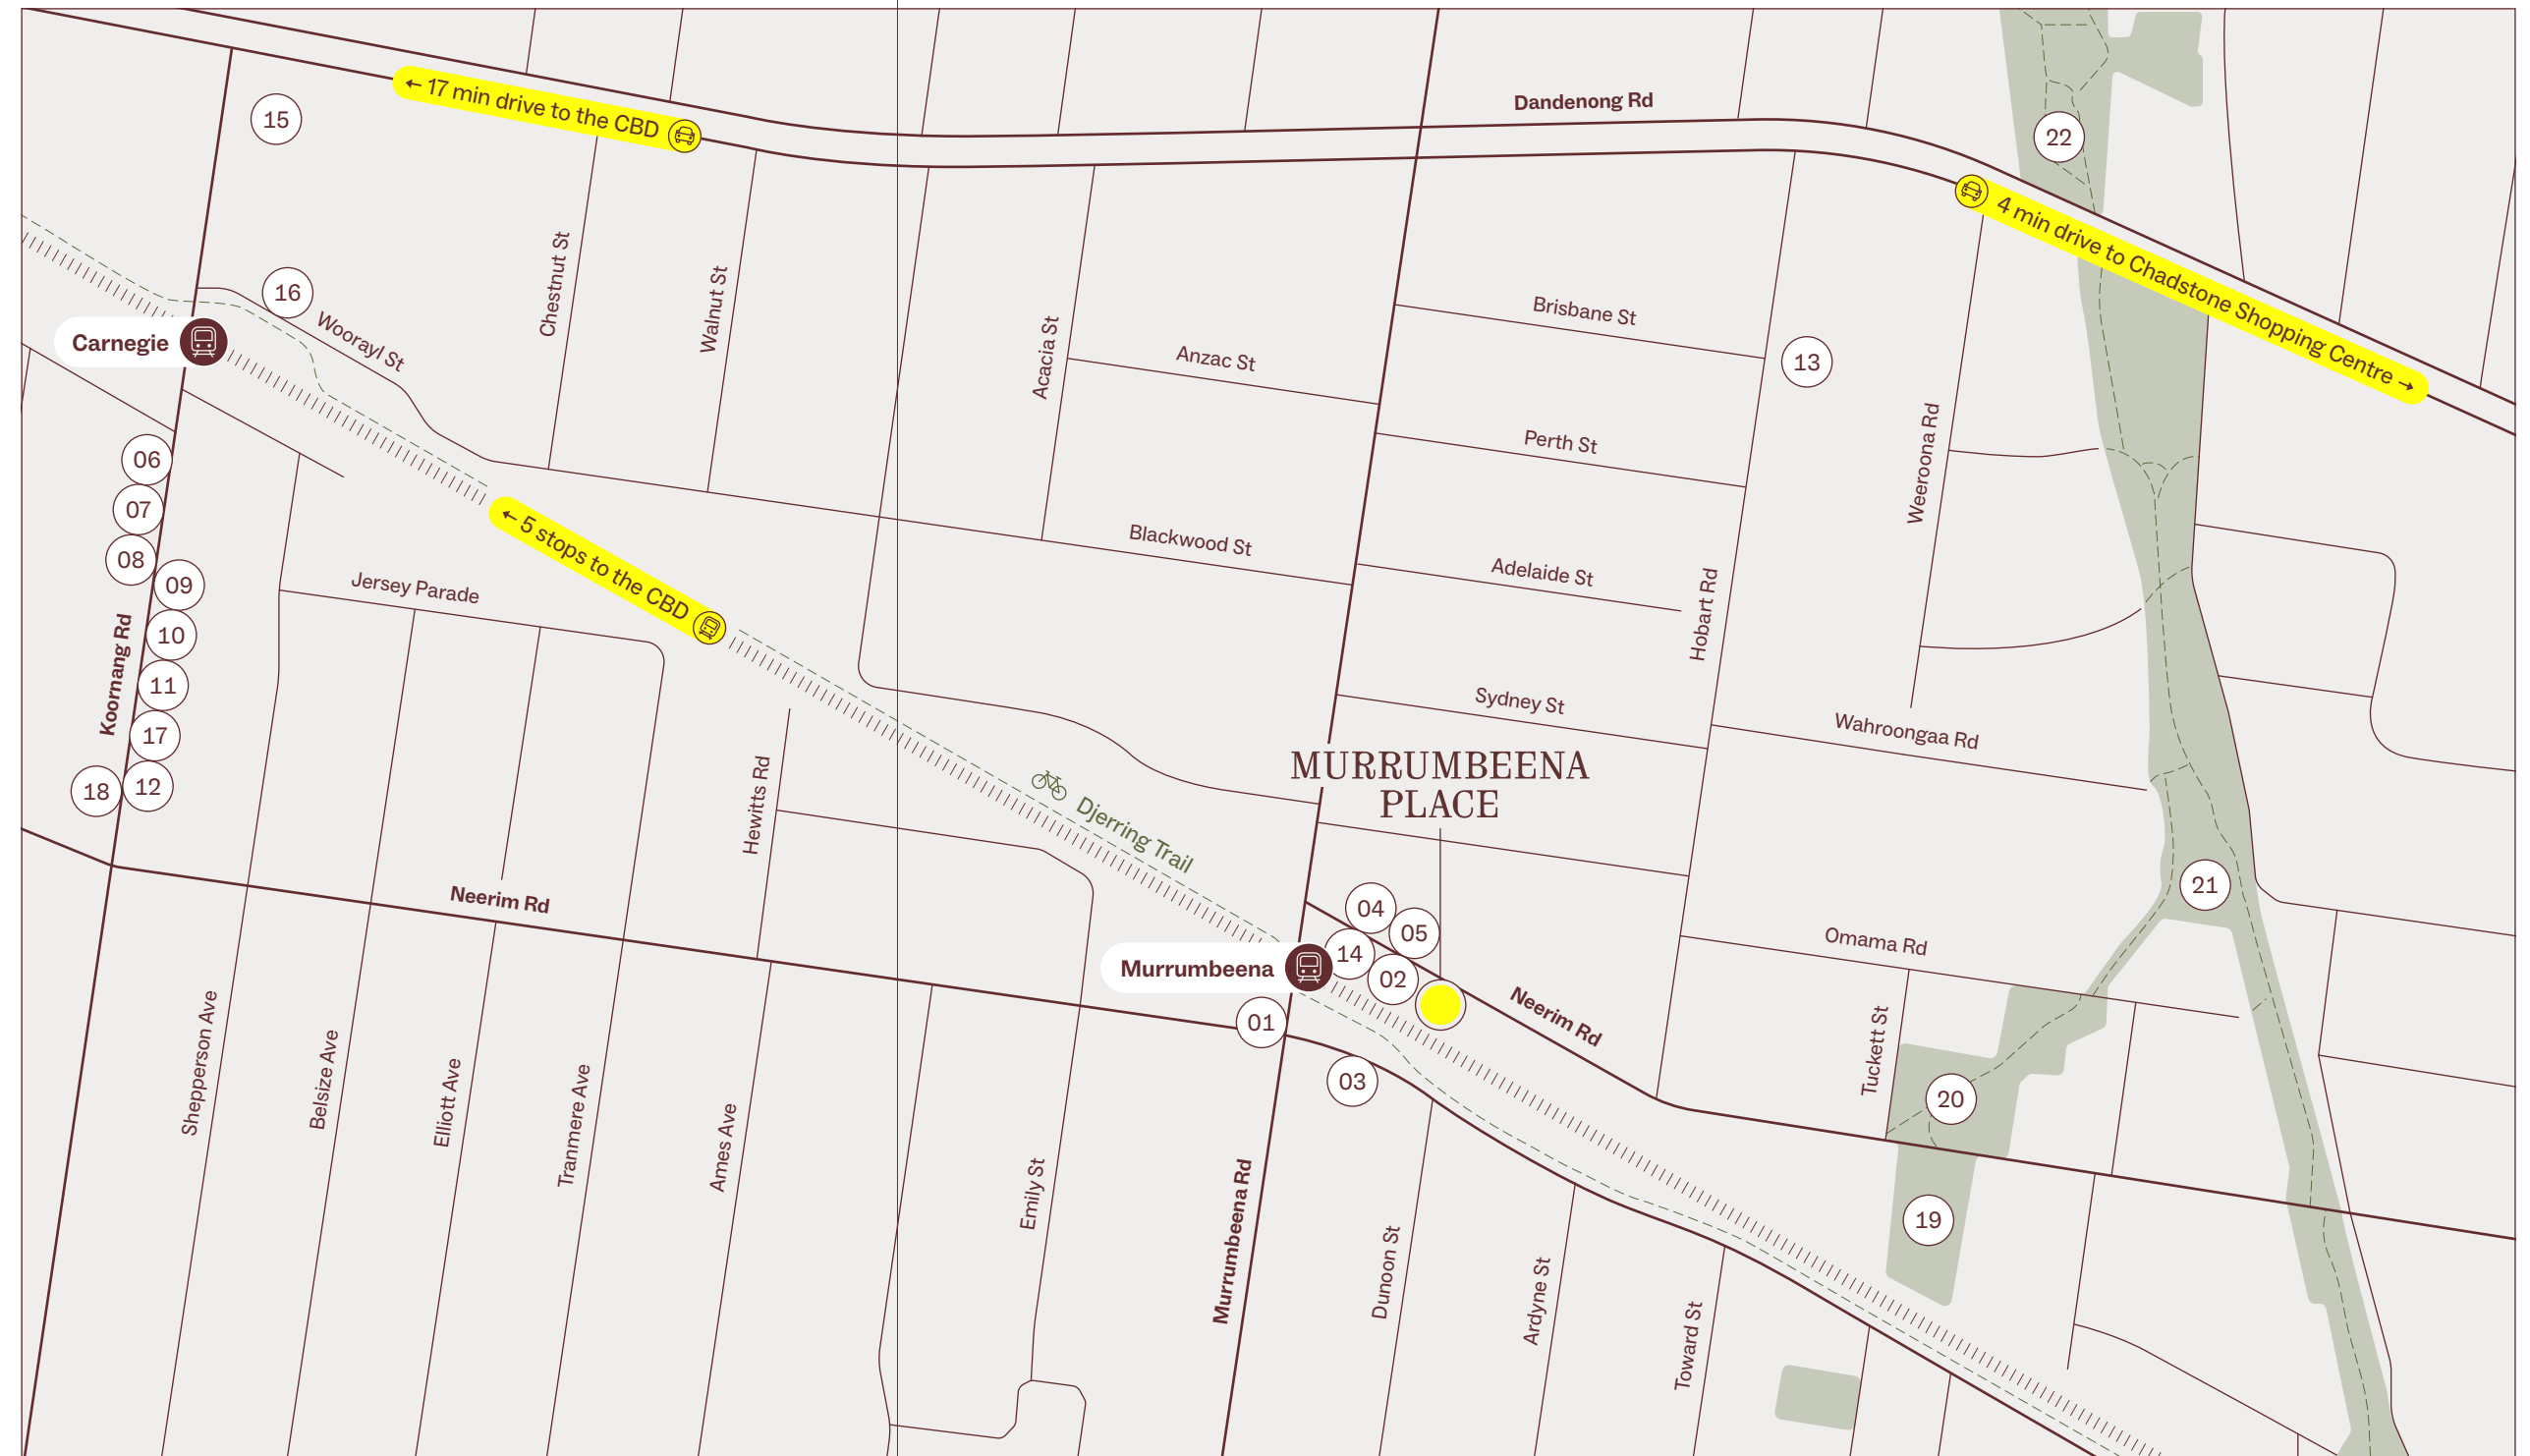 Dandenong Rd
← 17 min drive to the CBD
15
22
4 min drive to Chadstone Shopping Centre →
16
Woorayl St
Carnegie
Chestnut St
Walnut St
Acacia St
Anzac St
Brisbane St
13
Perth St
Weeroona Rd
06
07
08
09
10
11
17
18
12
Koornang Rd
← 5 stops to the CBD
Jersey Parade
Blackwood St
Adelaide St
Hobart Rd
Sydney St
Wahroongaa Rd
MURRUMBEENA
PLACE
Hewitts Rd
Djerring Trail
Neerim Rd
04
05
14
02
Murrumbeena
01
03
Neerim Rd
Omama Rd
21
Tuckett St
20
19
Shepperson Ave
Belsize Ave
Elliott Ave
Tranmere Ave
Ames Ave
Emily St
Murrumbeena Rd
Dunoon St
Ardyne St
Toward St